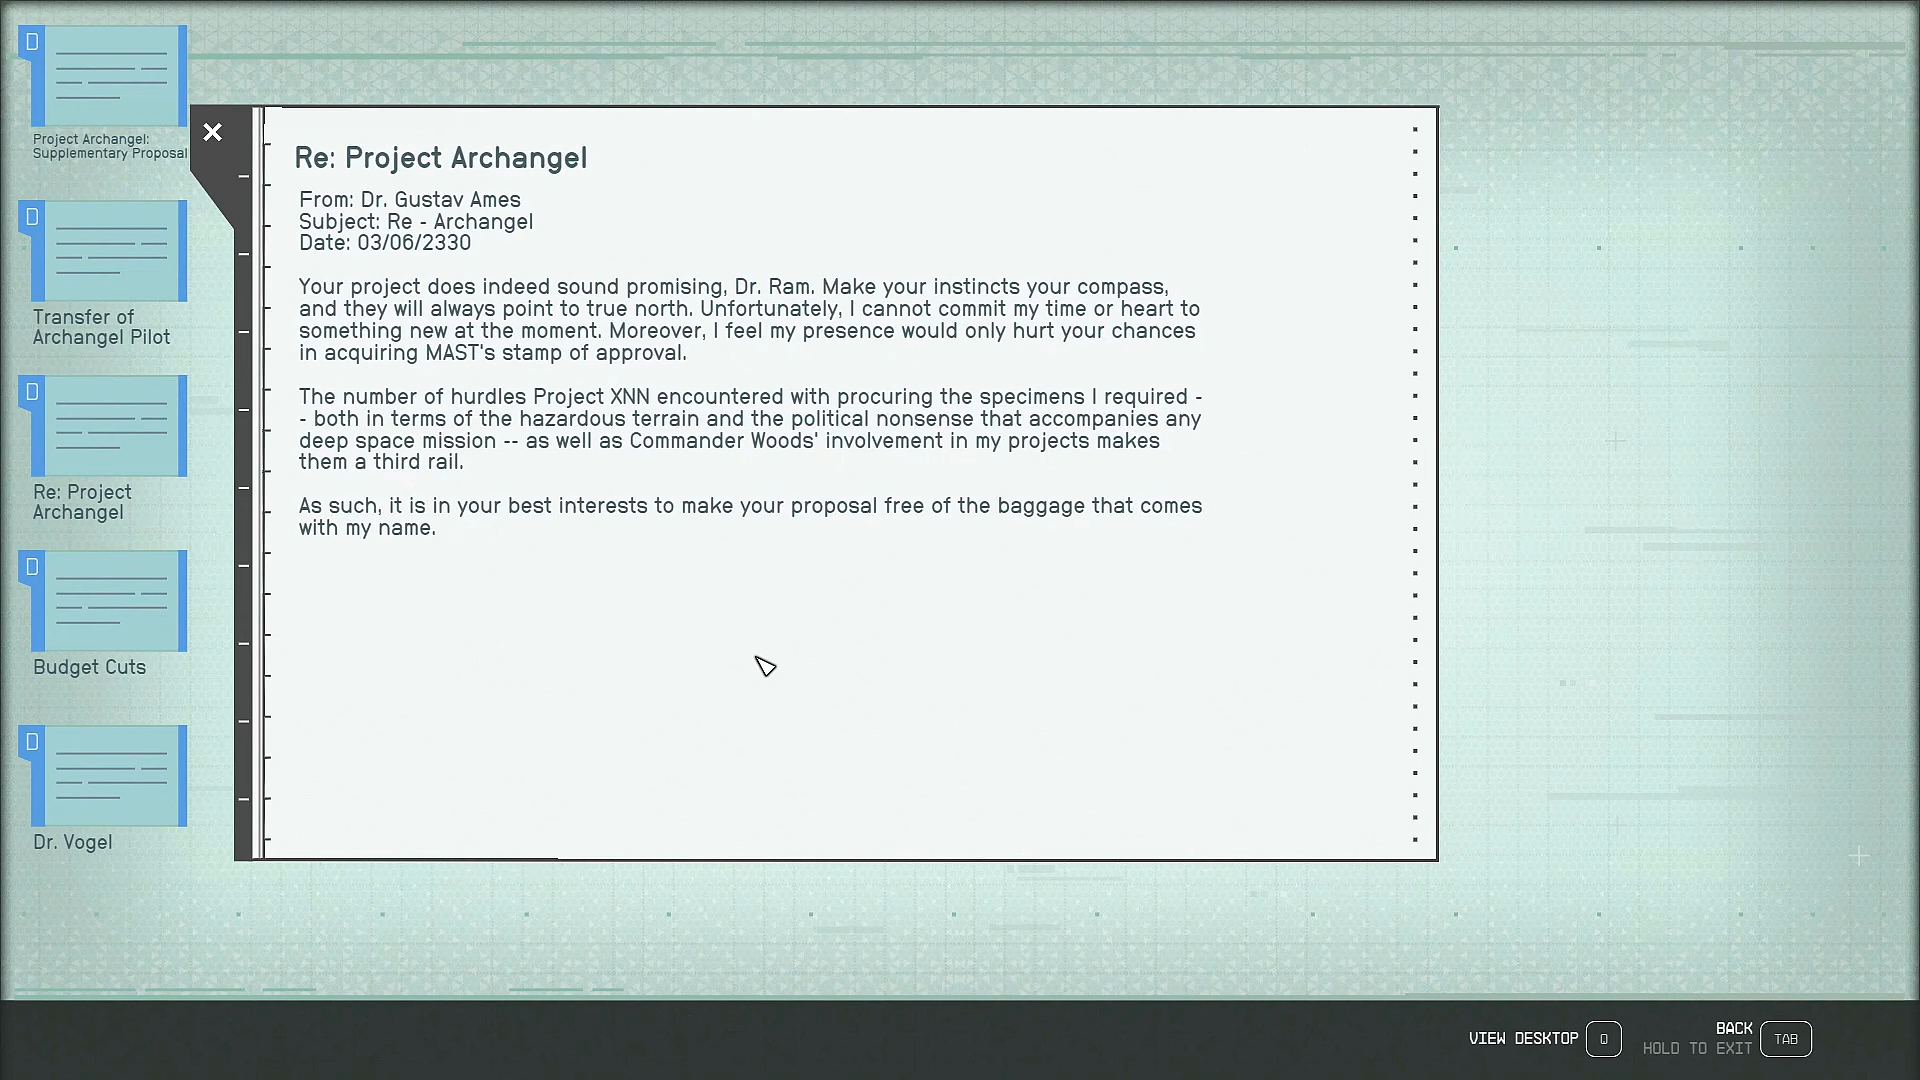 D
Project Archangel:
Supplementary Proposal
D
Transfer of
Archangel Pilot
D
Re: Project
Archangel
D
Budget Cuts
D
Dr. Vogel
Re: Project Archangel
From: Dr. Gustav Ames
Subject: Re - Archangel
Date: 03/06/2330
Your project does indeed sound promising, Dr. Ram. Make your instincts your compass,
and they will always point to true north. Unfortunately, I cannot commit my time or heart to
something new at the moment. Moreover, I feel my presence would only hurt your chances
in acquiring MAST's stamp of approval.
The number of hurdles Project XNN encountered with procuring the specimens I required -
- both in terms of the hazardous terrain and the political nonsense that accompanies any
deep space mission -- as well as Commander Woods' involvement in my projects makes
them a third rail.
As such, it is in your best interests to make your proposal free of the baggage that comes
with my name.
VIEW DESKTOP Q
BACK
HOLD TO EXIT TAB